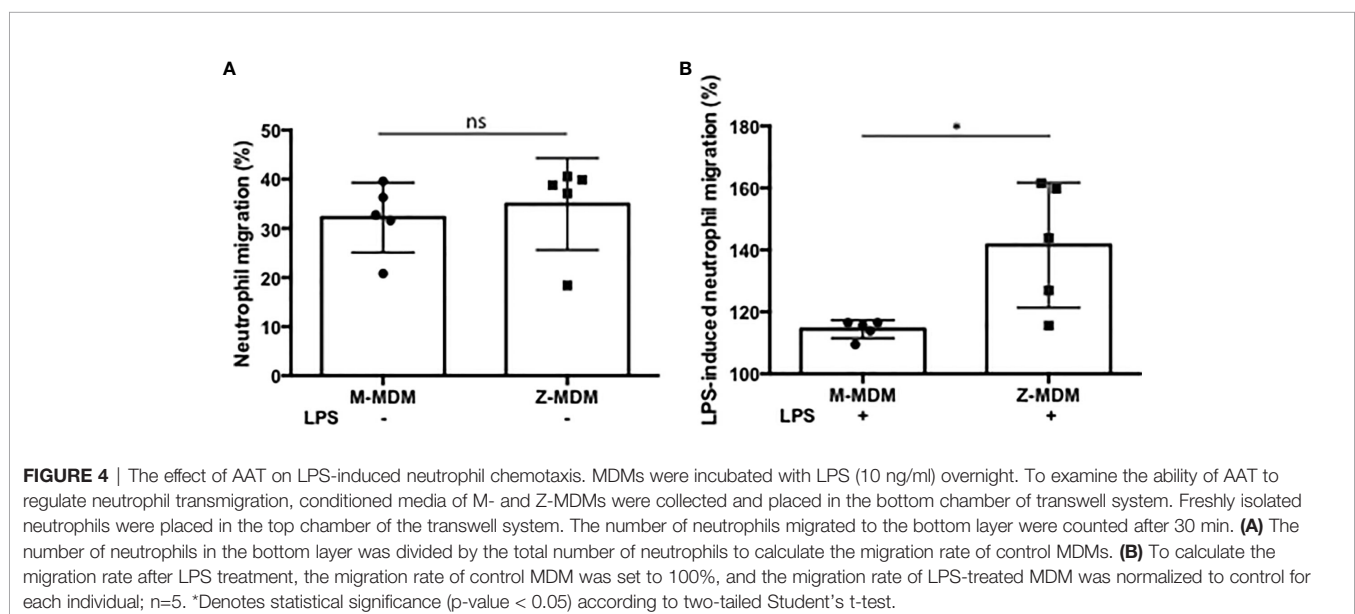 A
B
Neutrophil migration (%)
50
40
30
20
10
0
ns
M-MDM
Z-MDM
LPS
-
-
LPS-induced neutrophil migration (%)
180
160
140
120
100
*
M-MDM
Z-MDM
LPS
+
+
FIGURE 4 | The effect of AAT on LPS-induced neutrophil chemotaxis. MDMs were incubated with LPS (10 ng/ml) overnight. To examine the ability of AAT to
regulate neutrophil transmigration, conditioned media of M- and Z-MDMs were collected and placed in the bottom chamber of transwell system. Freshly isolated
neutrophils were placed in the top chamber of the transwell system. The number of neutrophils migrated to the bottom layer were counted after 30 min. (A) The
number of neutrophils in the bottom layer was divided by the total number of neutrophils to calculate the migration rate of control MDMs. (B) To calculate the
migration rate after LPS treatment, the migration rate of control MDM was set to 100%, and the migration rate of LPS-treated MDM was normalized to control for
each individual; n=5. *Denotes statistical significance (p-value < 0.05) according to two-tailed Student's t-test.